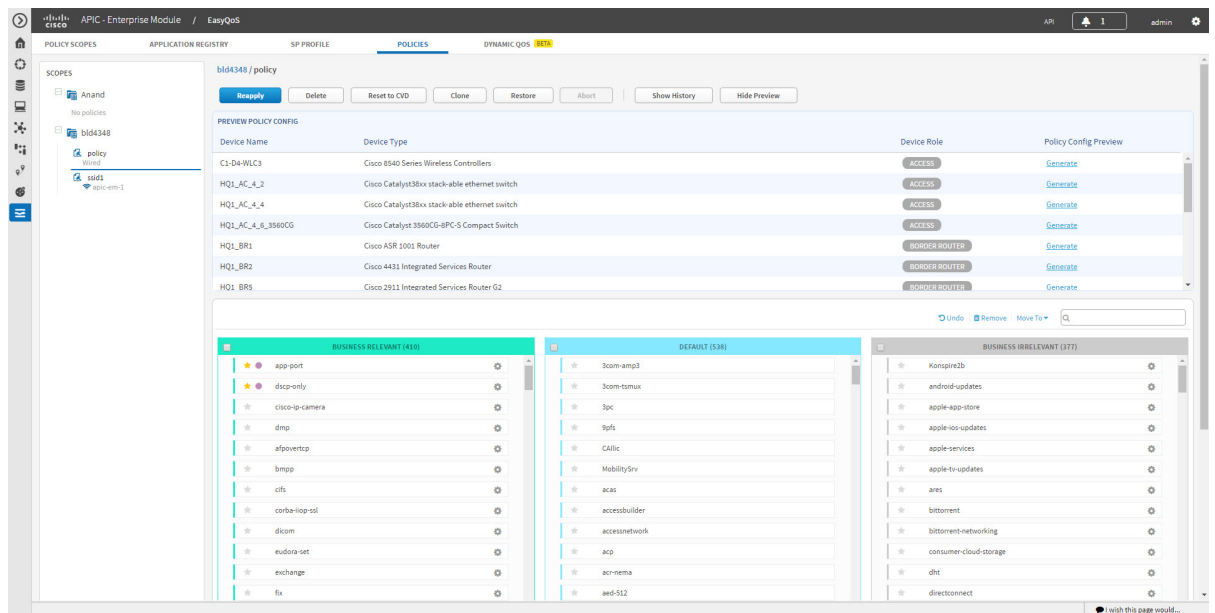 cisco APIC - Enterprise Module / EasyQoS API 1 admin
POLICY SCOPES APPLICATION REGISTRY SP PROFILE POLICIES DYNAMIC QOS BETA
SCOPES
Anand
No policies
bld4348
policy
Wired
ssid1
apic-em-1
bld4348 / policy
Reapply Delete Reset to CVD Clone Restore Abort Show History Hide Preview
PREVIEW POLICY CONFIG
Device Name Device Type Device Role Policy Config Preview
C1-D4-WLC3 Cisco 8540 Series Wireless Controllers ACCESS Generate
HQ1_AC_4_2 Cisco Catalyst38xx stack-able ethernet switch ACCESS Generate
HQ1_AC_4_4 Cisco Catalyst38xx stack-able ethernet switch ACCESS Generate
HQ1_AC_4_6_3560CG Cisco Catalyst 3560CG-8PC-S Compact Switch ACCESS Generate
HQ1_BR1 Cisco ASR 1001 Router BORDER ROUTER Generate
HQ1_BR2 Cisco 4431 Integrated Services Router BORDER ROUTER Generate
HQ1_BR5 Cisco 2911 Integrated Services Router G2 BORDER ROUTER Generate
Undo Remove Move To
BUSINESS RELEVANT (410) DEFAULT (538) BUSINESS IRRELEVANT (377)
app-port 3com-amp3 Konspire2b
dscp-only 3com-tsmux android-updates
cisco-ip-camera 3pc apple-app-store
dmp 9pfs apple-ios-updates
afpovertcp CAIlic apple-services
bmpp MobilitySrv apple-tv-updates
cifs acas ares
corba-iiop-ssl accessbuilder bittorrent
dicom accessnetwork bittorrent-networking
eudora-set acp consumer-cloud-storage
exchange acr-nema dht
fix aed-512 directconnect
I wish this page would...